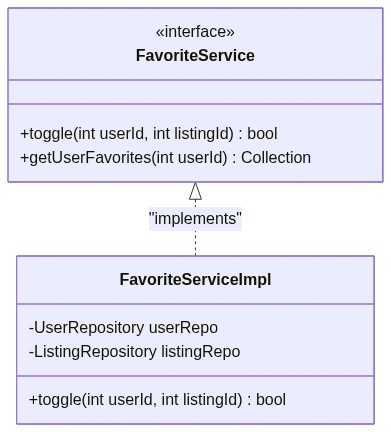 «interface»
FavoriteService
+toggle(int userId, int listingId) : bool
+getUserFavorites(int userId) : Collection
"implements"
FavoriteServiceImpl
-UserRepository userRepo
-ListingRepository listingRepo
+toggle(int userId, int listingId) : bool